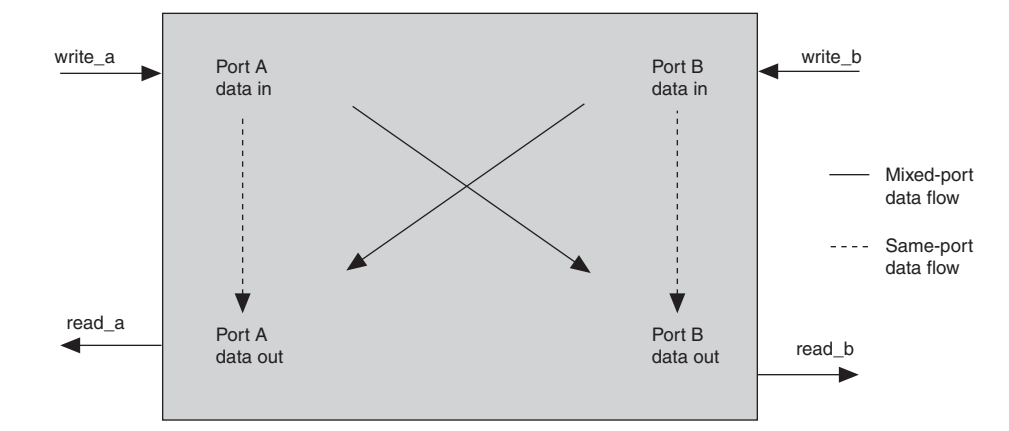 write_a
Port A
data in
Port B
data in
write_b
Mixed-port
data flow
Same-port
data flow
read_a
Port A
data out
Port B
data out
read_b